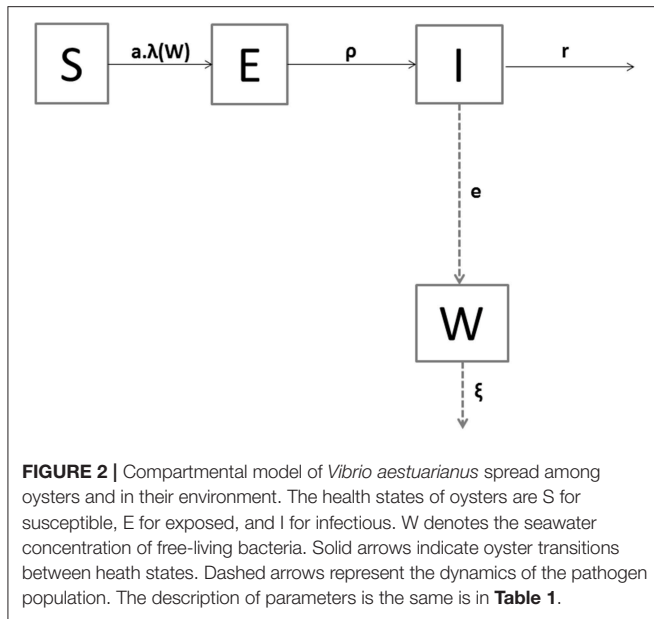 S
a.λ(W)
E
ρ
I
r
e
W
ξ
FIGURE 2 | Compartmental model of Vibrio aestuarianus spread among
oysters and in their environment. The health states of oysters are S for
susceptible, E for exposed, and I for infectious. W denotes the seawater
concentration of free-living bacteria. Solid arrows indicate oyster transitions
between heath states. Dashed arrows represent the dynamics of the pathogen
population. The description of parameters is the same is in Table 1.